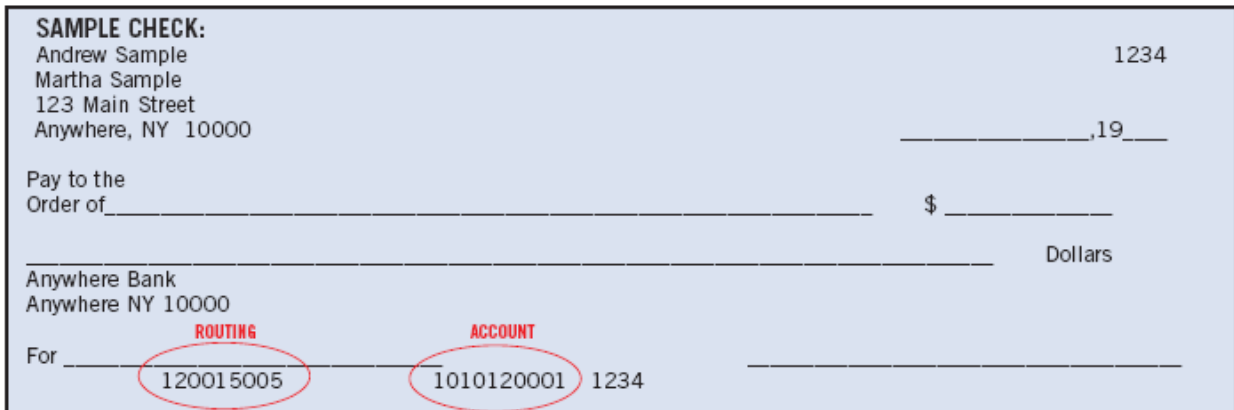 SAMPLE CHECK:
Andrew Sample 1234
Martha Sample
123 Main Street
Anywhere, NY 10000 ,19
Pay to the
Order of $
Dollars
Anywhere Bank
Anywhere NY 10000
ROUTING ACCOUNT
For
120015005 1010120001 1234